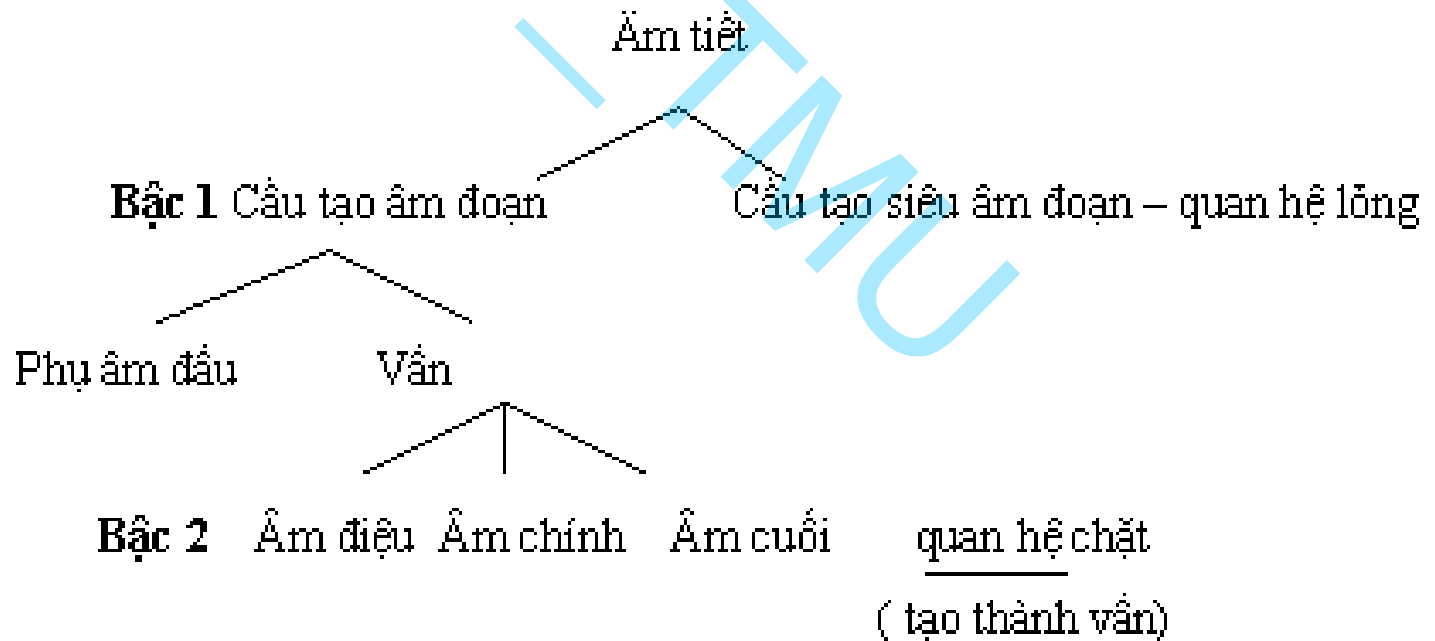 Âm tiết
Bậc 1 Cấu tạo âm đoạn Cấu tạo siêu âm đoạn – quan hệ lỏng
Phụ âm đầu Vần
Bậc 2 Âm điệu Âm chính Âm cuối quan hệ chặt
( tạo thành vần)
_TMU